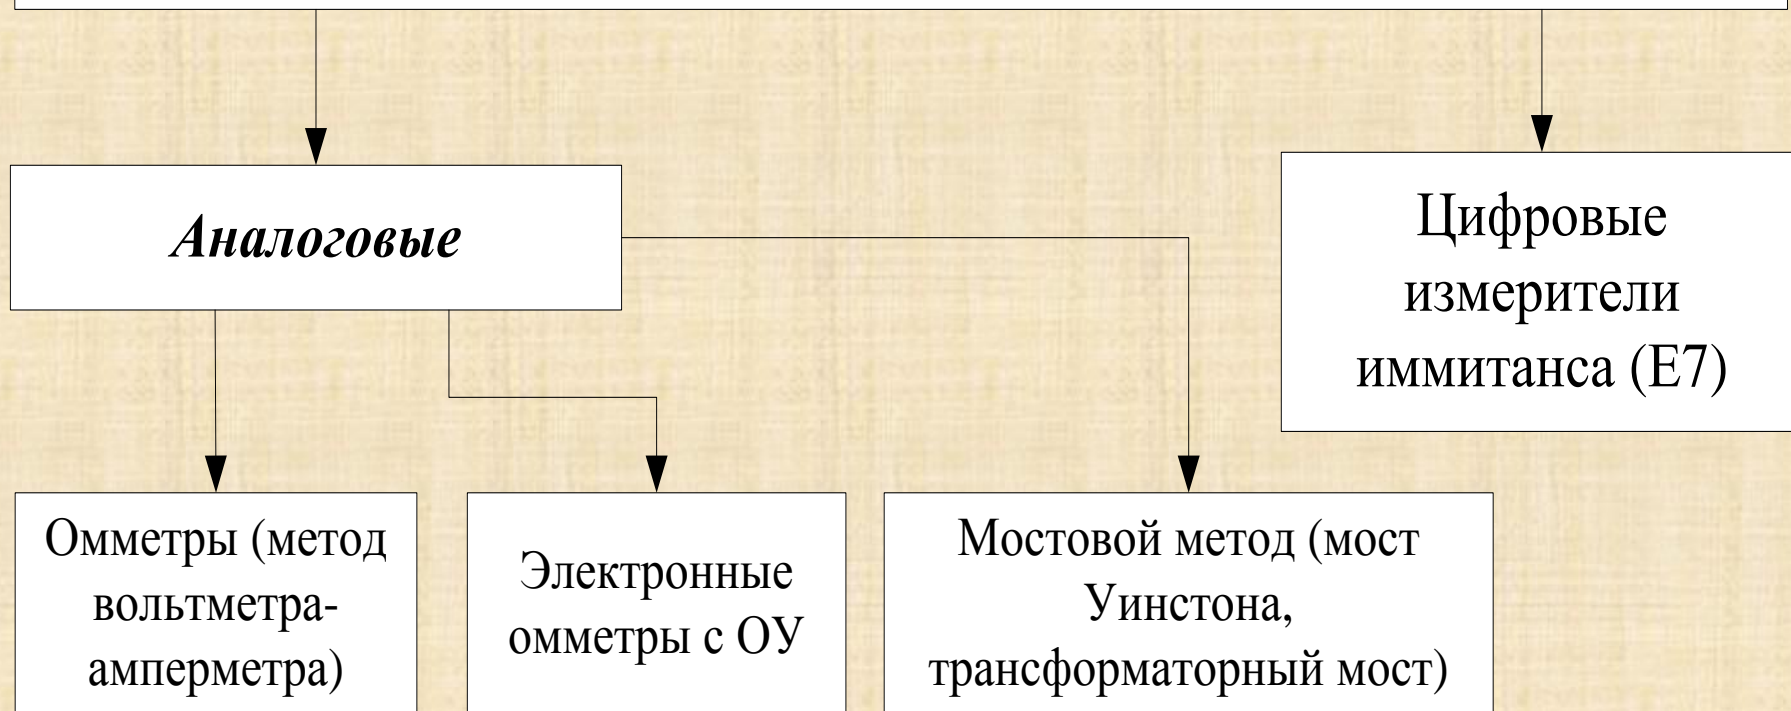 Аналоговые
Цифровые
измерители
иммитанса (Е7)
Омметры (метод
вольтметра-
амперметра)
Электронные
омметры с ОУ
Мостовой метод (мост
Уинстона,
трансформаторный мост)